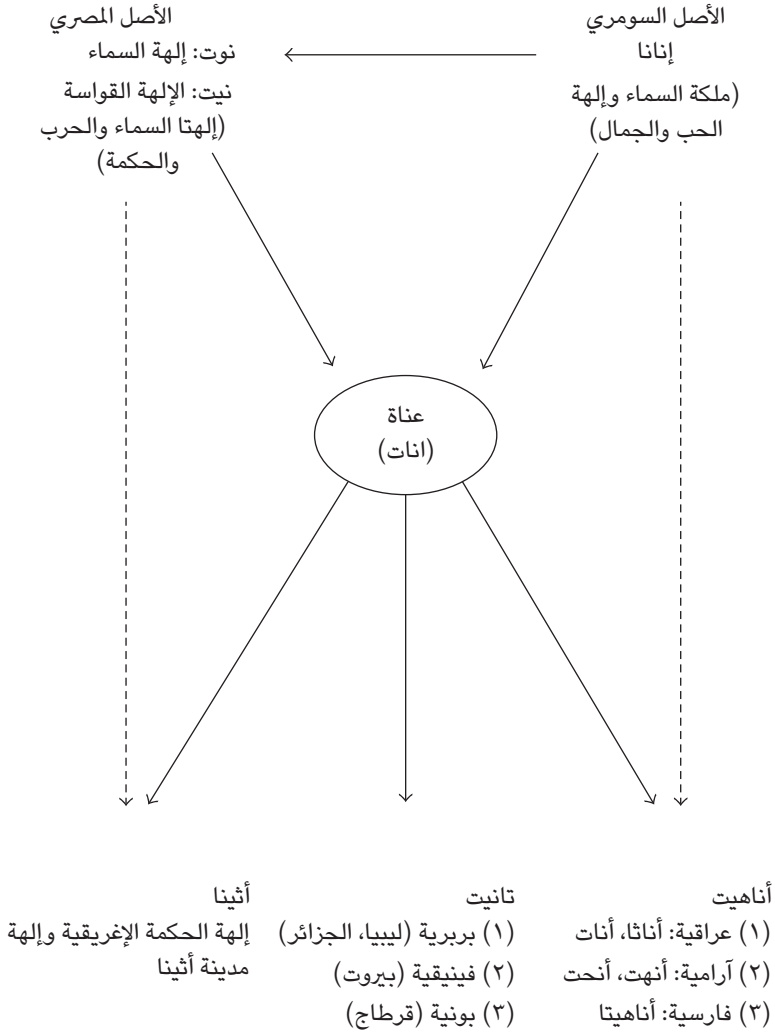 الأصل السومري
إنانا
(ملكة السماء وإلهة
الحب والجمال)
الأصل المصري
نوت: إلهة السماء
نيت: الإلهة القواسة
(إلهتا السماء والحرب
والحكمة)
عناة
(انات)
أناهيت
(١) عراقية: أناثا، أنات
(٢) آرامية: أنهت، أنحت
(٣) فارسية: أناهيتا
تانيت
(١) بربرية (ليبيا، الجزائر)
(٢) فينيقية (بيروت)
(٣) بونية (قرطاج)
أثينا
إلهة الحكمة الإغريقية وإلهة
مدينة أثينا